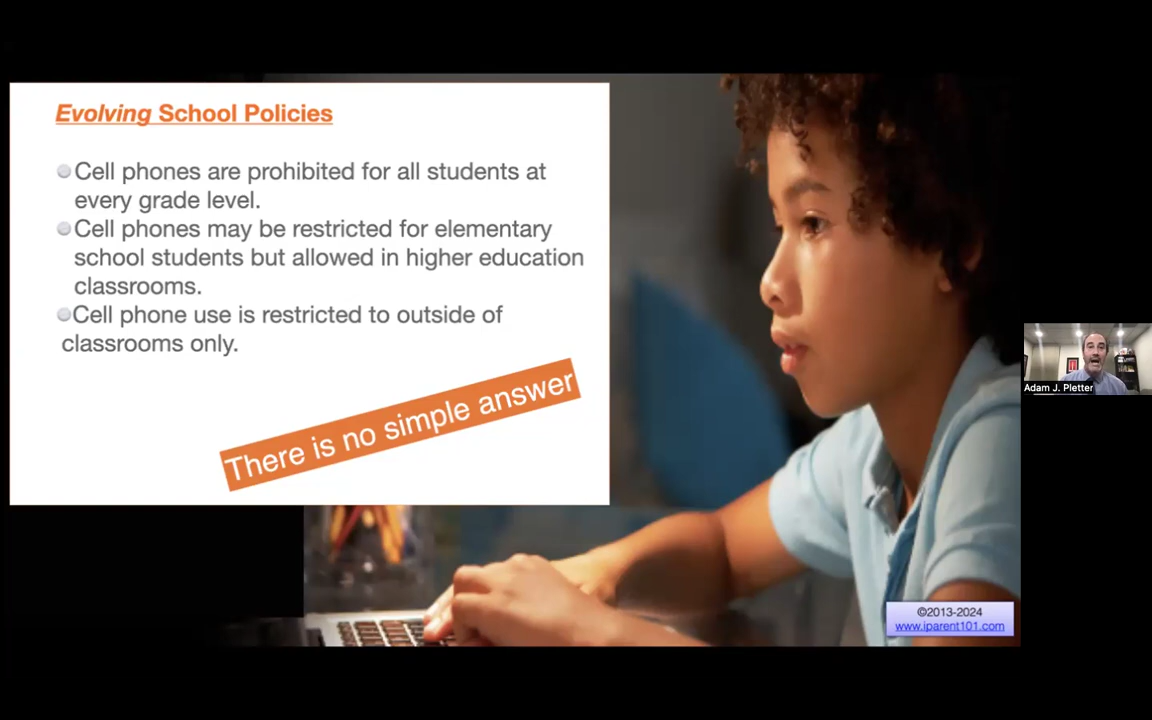 Evolving School Policies
Cell phones are prohibited for all students at
every grade level.
Cell phones may be restricted for elementary
school students but allowed in higher education
classrooms.
Cell phone use is restricted to outside of
classrooms only.
There is no simple answer
Adam J. Pletter
©2013-2024
www.iparent101.com